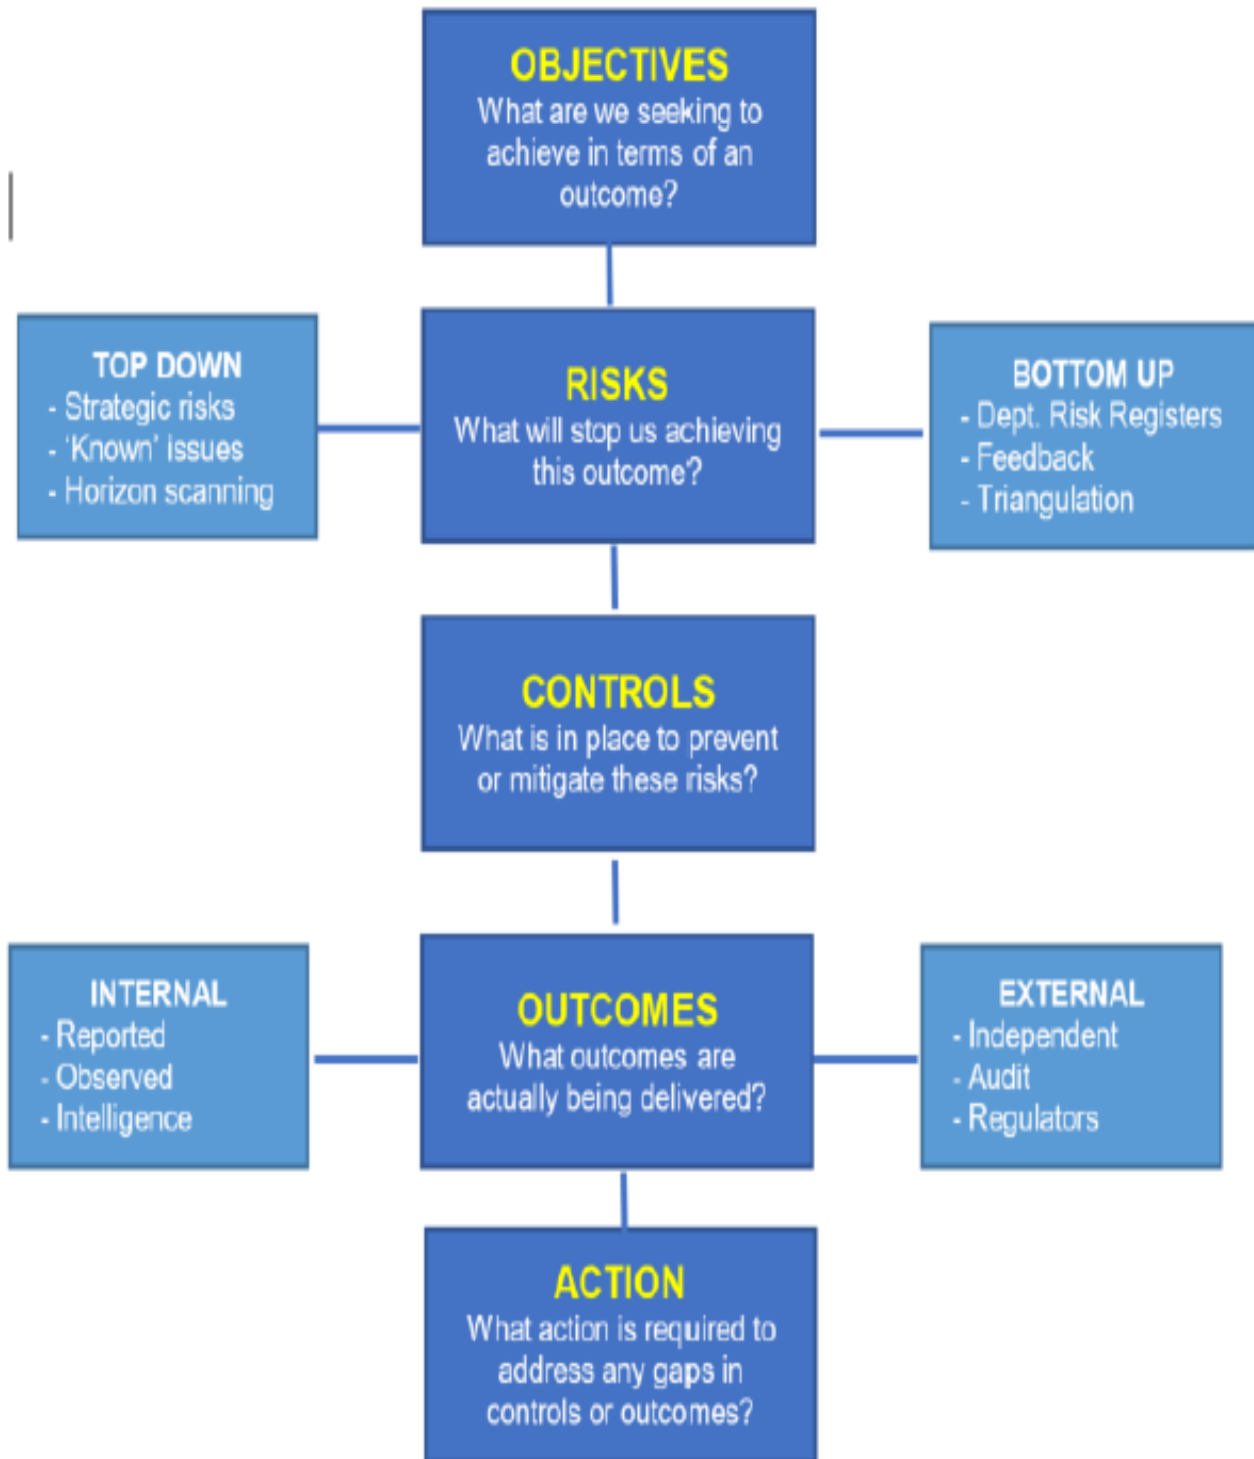 OBJECTIVES
What are we seeking to
achieve in terms of an
outcome?
TOP DOWN
- Strategic risks
- ‘Known’ issues
- Horizon scanning
RISKS
What will stop us achieving
this outcome?
BOTTOM UP
- Dept. Risk Registers
- Feedback
- Triangulation
CONTROLS
What is in place to prevent
or mitigate these risks?
INTERNAL
- Reported
- Observed
- Intelligence
OUTCOMES
What outcomes are
actually being delivered?
EXTERNAL
- Independent
- Audit
- Regulators
ACTION
What action is required to
address any gaps in
controls or outcomes?